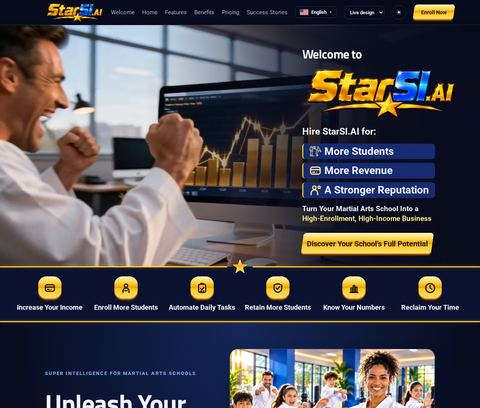 StarSI.AI
Welcome
Home
Features
Benefits
Pricing
Success Stories
English
Live design
Enroll Now
Welcome to
StarSI.AI
Hire StarSI.AI for:
More Students
More Revenue
A Stronger Reputation
Turn Your Martial Arts School Into a
High-Enrollment, High-Income Business
Discover Your School's Full Potential
Increase Your Income
Enroll More Students
Automate Daily Tasks
Retain More Students
Know Your Numbers
Reclaim Your Time
SUPER INTELLIGENCE FOR MARTIAL ARTS SCHOOLS
Unleash Your